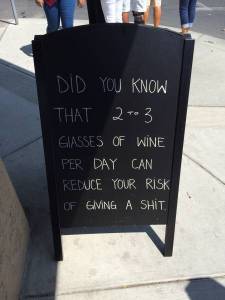 DID YOU KNOW
THAT 2 TO 3
GLASSES OF WINE
PER DAY CAN
REDUCE YOUR RISK
OF GIVING A SHIT.